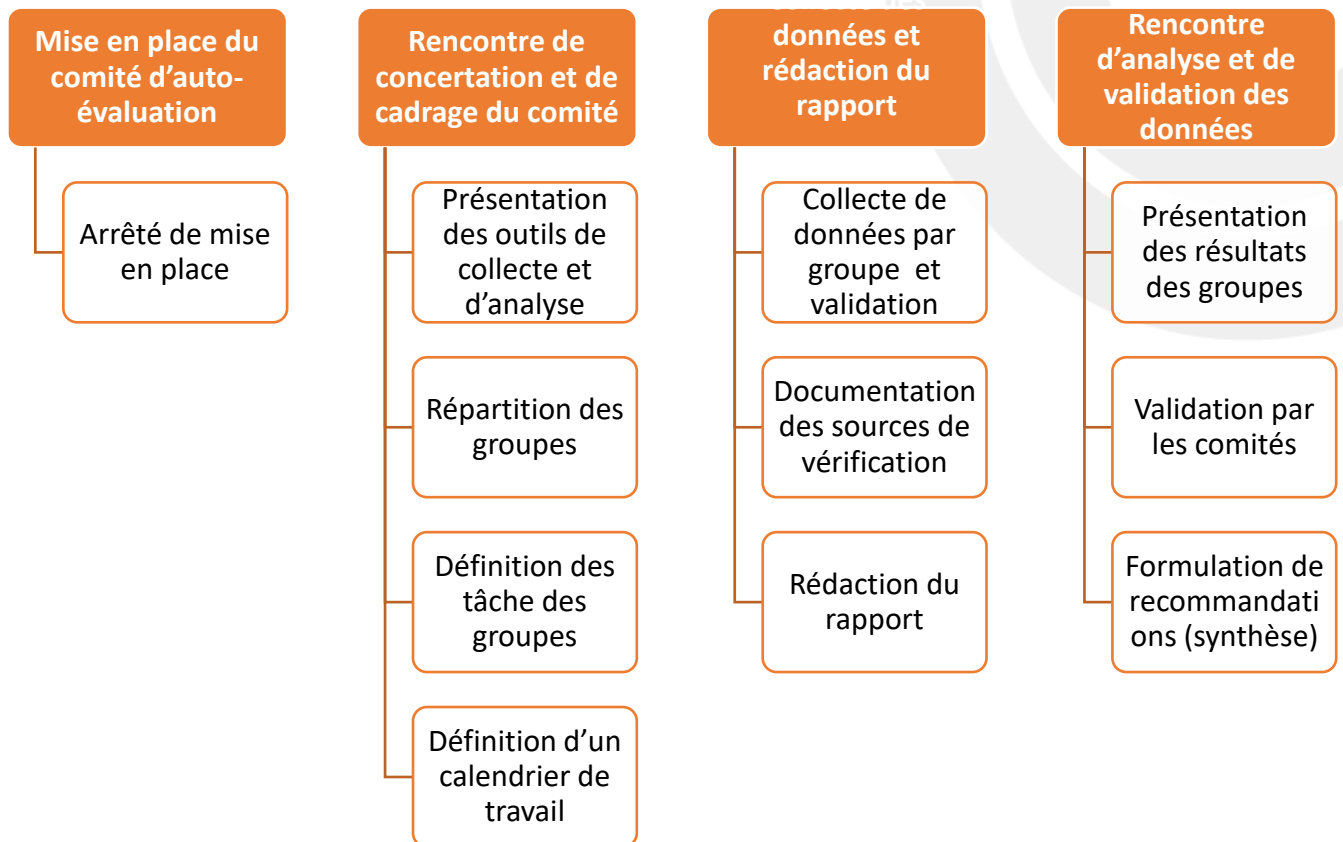 Mise en place du
comité d’auto-
évaluation
Arrêté de mise
en place
Rencontre de
concertation et de
cadrage du comité
Présentation
des outils de
collecte et
d’analyse
Répartition des
groupes
Définition des
tâche des
groupes
Définition d’un
calendrier de
travail
données et
rédaction du
rapport
Collecte de
données par
groupe et
validation
Documentation
des sources de
vérification
Rédaction du
rapport
Rencontre
d’analyse et de
validation des
données
Présentation
des résultats
des groupes
Validation par
les comités
Formulation de
recommandati
ons (synthèse)